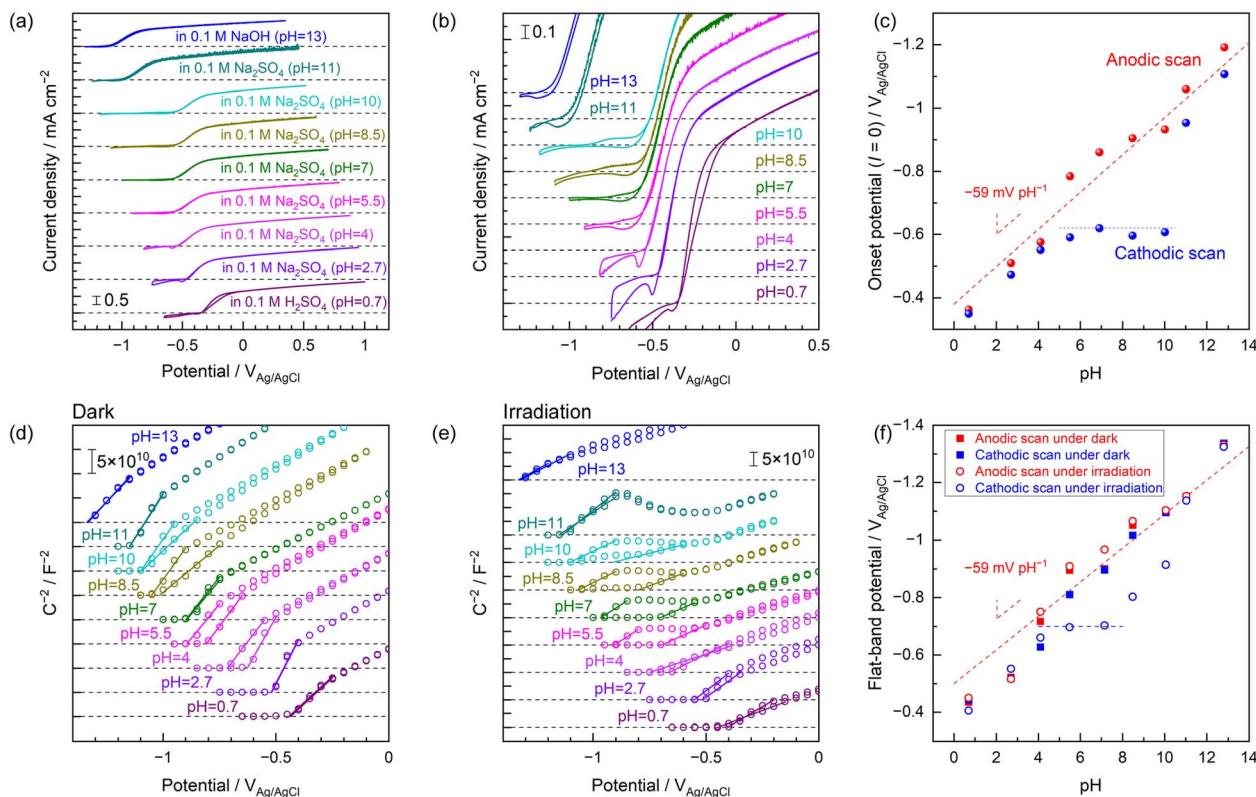 (a)
in 0.1 M NaOH (pH=13)
in 0.1 M Na₂SO₄ (pH=11)
in 0.1 M Na₂SO₄ (pH=10)
in 0.1 M Na₂SO₄ (pH=8.5)
in 0.1 M Na₂SO₄ (pH=7)
in 0.1 M Na₂SO₄ (pH=5.5)
in 0.1 M Na₂SO₄ (pH=4)
in 0.1 M Na₂SO₄ (pH=2.7)
0.5
in 0.1 M H₂SO₄ (pH=0.7)
Current density / mA cm⁻²
−1 −0.5 0 0.5 1
Potential / V Ag/AgCl
(b)
0.1
pH=13
pH=11
pH=10
pH=8.5
pH=7
pH=5.5
pH=4
pH=2.7
pH=0.7
Current density / mA cm⁻²
−1 −0.5 0 0.5
Potential / V Ag/AgCl
(c)
Anodic scan
−59 mV pH⁻¹
Cathodic scan
Onset potential (I = 0) / V Ag/AgCl
−1.2
−1
−0.8
−0.6
−0.4
0 2 4 6 8 10 12 14
pH
(d)
Dark
5×10¹⁰
pH=13
pH=11
pH=10
pH=8.5
pH=7
pH=5.5
pH=4
pH=2.7
pH=0.7
C⁻² / F⁻²
−1 0
Potential / V Ag/AgCl
(e)
Irradiation
5×10¹⁰
pH=13
pH=11
pH=10
pH=8.5
pH=7
pH=5.5
pH=4
pH=2.7
pH=0.7
C⁻² / F⁻²
−1 0
Potential / V Ag/AgCl
(f)
Anodic scan under dark
Cathodic scan under dark
Anodic scan under irradiation
Cathodic scan under irradiation
−59 mV pH⁻¹
Flat-band potential / V Ag/AgCl
−1.4
−1.2
−1
−0.8
−0.6
−0.4
0 2 4 6 8 10 12 14
pH